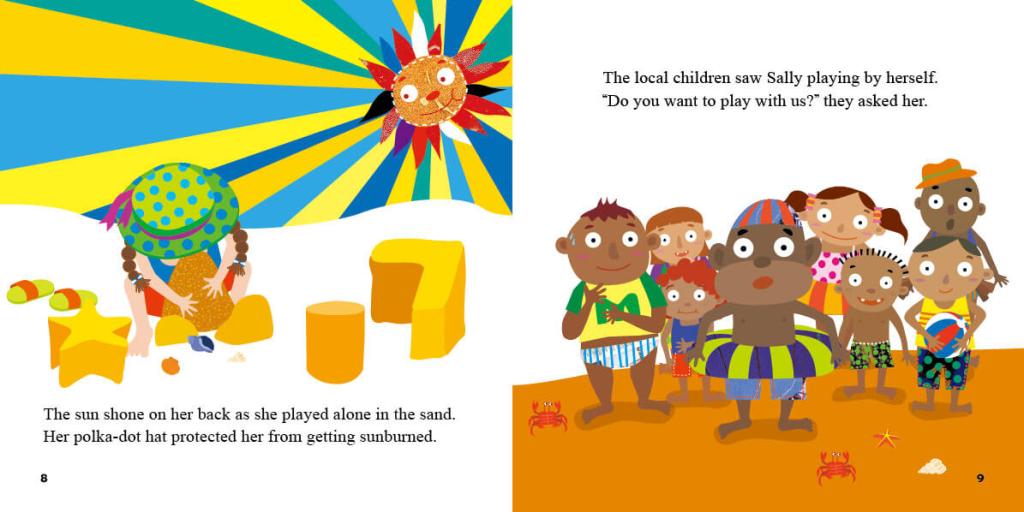 The sun shone on her back as she played alone in the sand.
Her polka-dot hat protected her from getting sunburned.
8
The local children saw Sally playing by herself.
“Do you want to play with us?” they asked her.
9